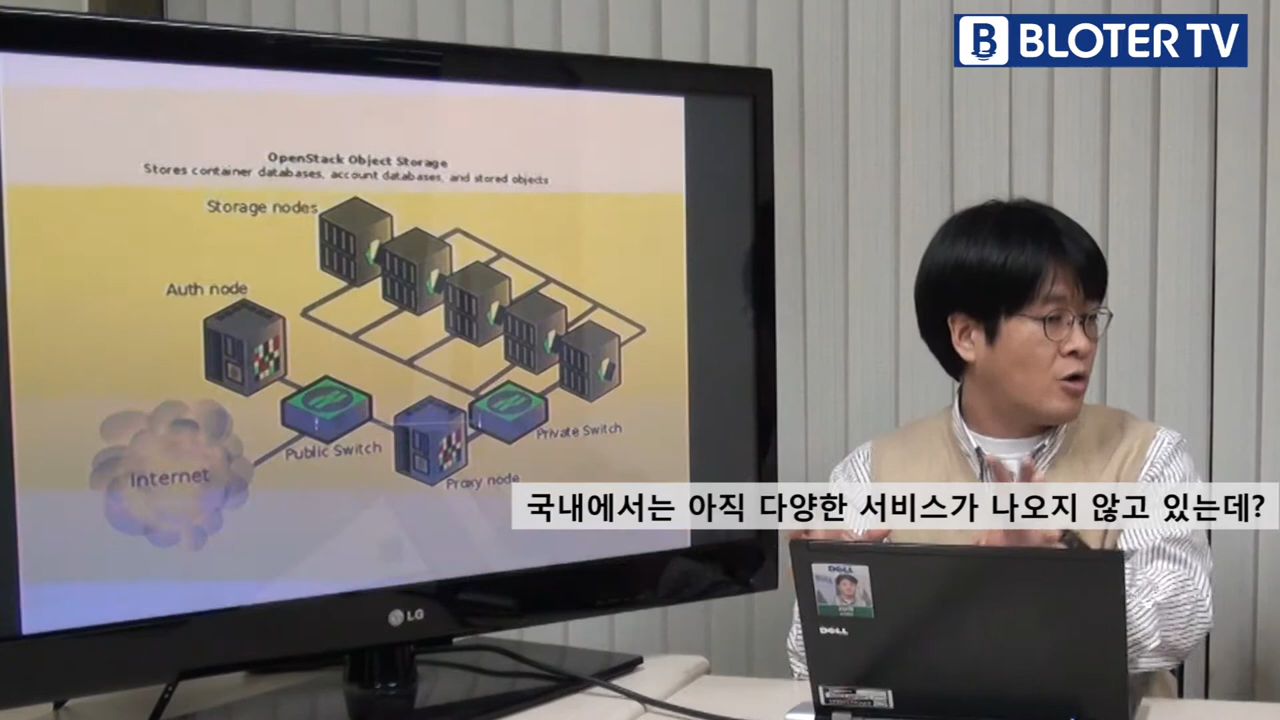 BLOTER TV
OpenStack Object Storage
Stores container databases, account databases, and stored objects
Storage nodes
Auth node
Public Switch
Private Switch
Internet
Proxy node
국내에서는 아직 다양한 서비스가 나오지 않고 있는데?
DELL
DELL
LG